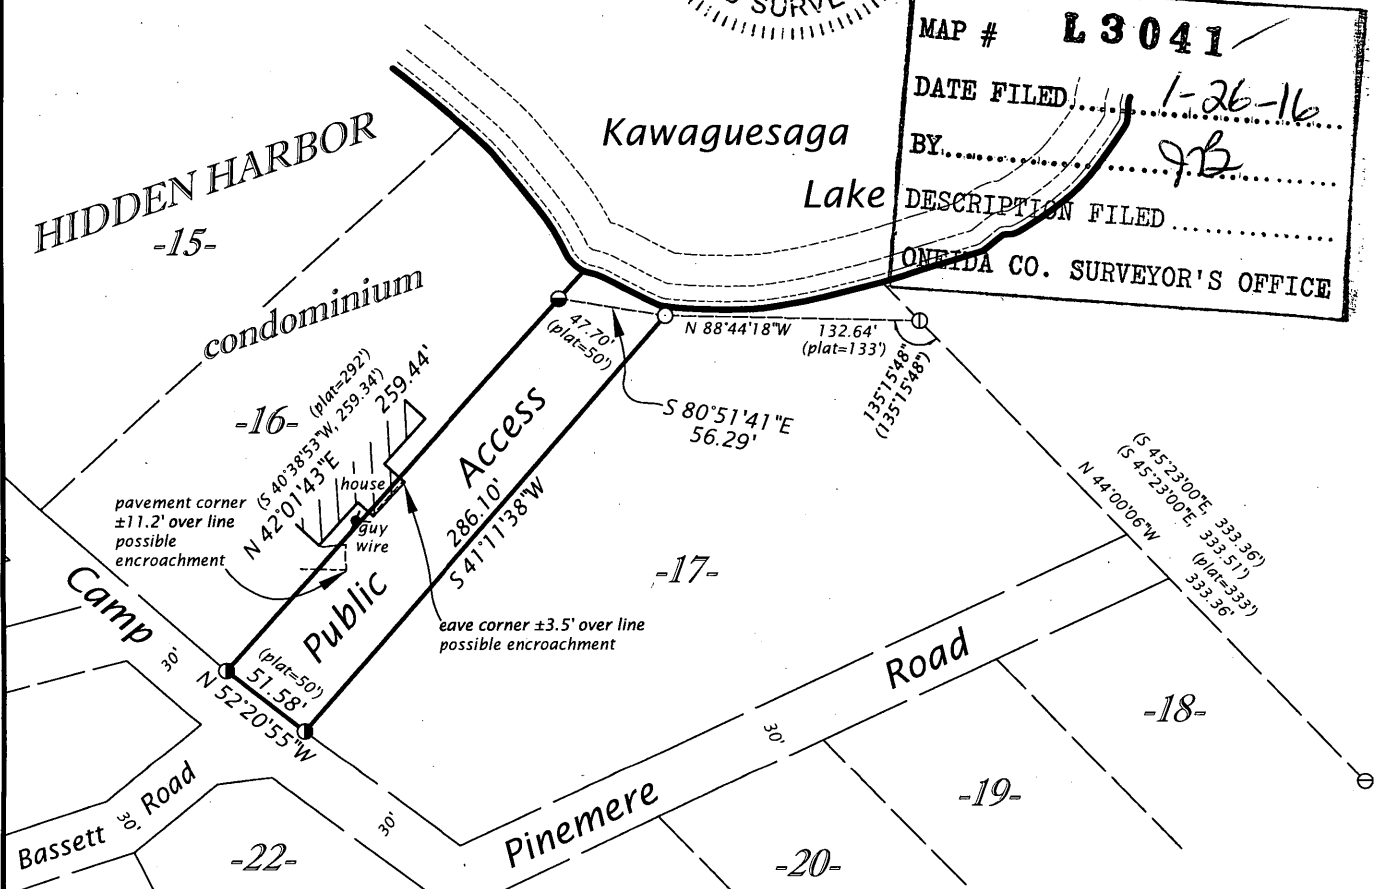 SURVE
MAP # L3041
DATE FILED 1-26-16
BY JB
DESCRIPTION FILED
ONEIDA CO. SURVEYOR'S OFFICE
Kawaguesaga
Lake
HIDDEN HARBOR
-15-
condominium
-16-
(plat=292')
(S 40°38'53"W, 259.34')
N 42°01'43"E 259.44'
house
guy
wire
pavement corner
±11.2' over line
possible
encroachment
47.70'
(plat=50')
N 88°44'18"W 132.64'
(plat=133')
135°15'48"
(135°15'48")
S 80°51'41"E
56.29'
Public Access
286.10'
S 41°11'38"W
eave corner ±3.5' over line
possible encroachment
(plat=50')
51.58'
N 52°20'55"W
-17-
(S 45°23'00"E, 333.36')
(S 45°23'00"E, 333.51')
(plat=333')
N 44°00'06"W 333.36'
Camp
30'
30'
Pinemere Road
30'
Bassett Road
30'
-18-
-19-
-20-
-22-